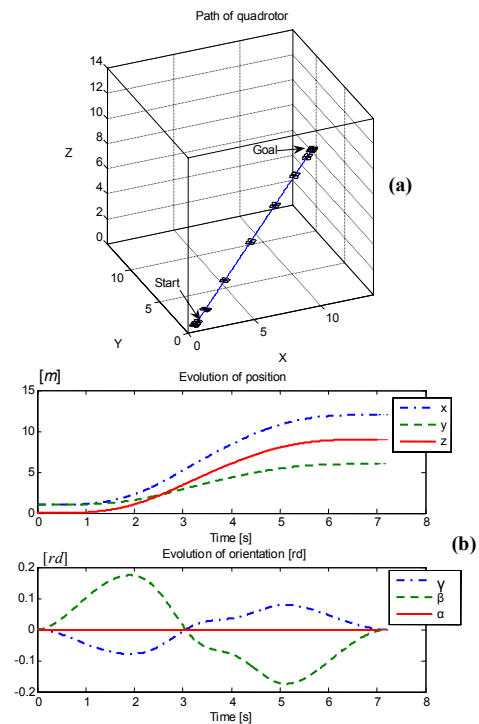 Path of quadrotor
14
12
10
8
6
4
2
0
Z
10
5
0
Y
0
5
10
X
Goal
Start
(a)
[m]
Evolution of position
15
10
5
0
0 1 2 3 4 5 6 7 8
Time [s]
x
y
z
(b)
[rd]
Evolution of orientation [rd]
0.2
0.1
0
-0.1
-0.2
0 1 2 3 4 5 6 7 8
Time [s]
γ
β
α